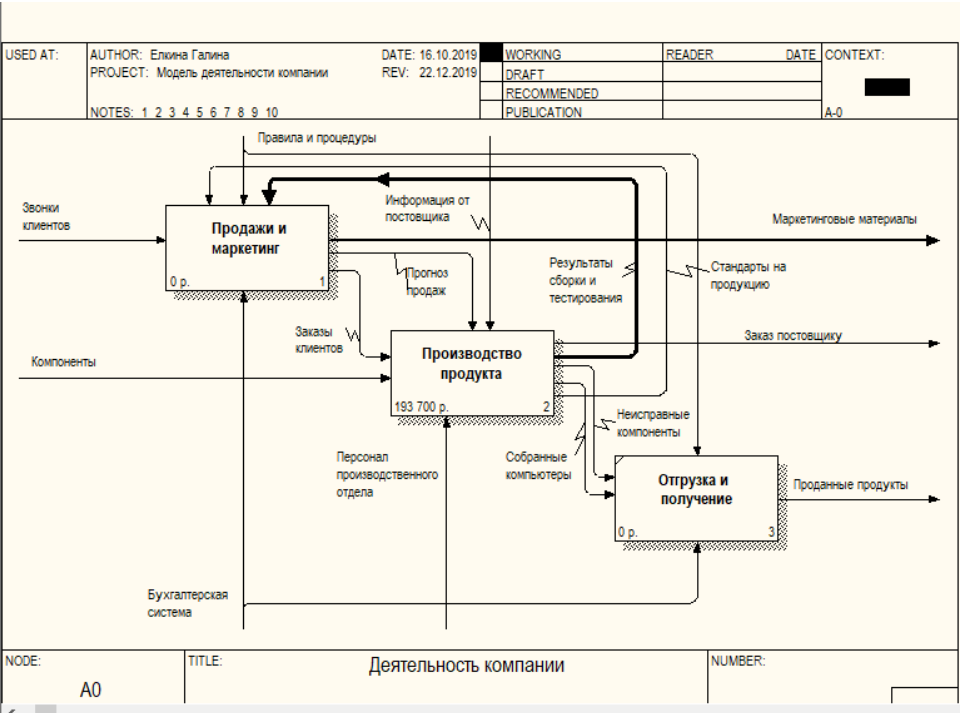 USED AT:
AUTHOR: Елкина Галина
DATE: 16.10.2019
PROJECT: Модель деятельности компании
REV: 22.12.2019
NOTES: 1 2 3 4 5 6 7 8 9 10
WORKING
DRAFT
RECOMMENDED
PUBLICATION
READER
DATE
CONTEXT:
A-0
Правила и процедуры
Информация от
поставщика
Звонки
клиентов
Продажи и
маркетинг
0 р.
1
Маркетинговые материалы
Прогноз
продаж
Результаты
сборки и
тестирования
Стандарты на
продукцию
Заказы
клиентов
Заказ постовщику
Компоненты
Производство
продукта
193 700 р.
2
Неисправные
компоненты
Персонал
производственного
отдела
Собранные
компьютеры
Отгрузка и
получение
0 р.
3
Проданные продукты
Бухгалтерская
система
NODE:
A0
TITLE:
Деятельность компании
NUMBER: